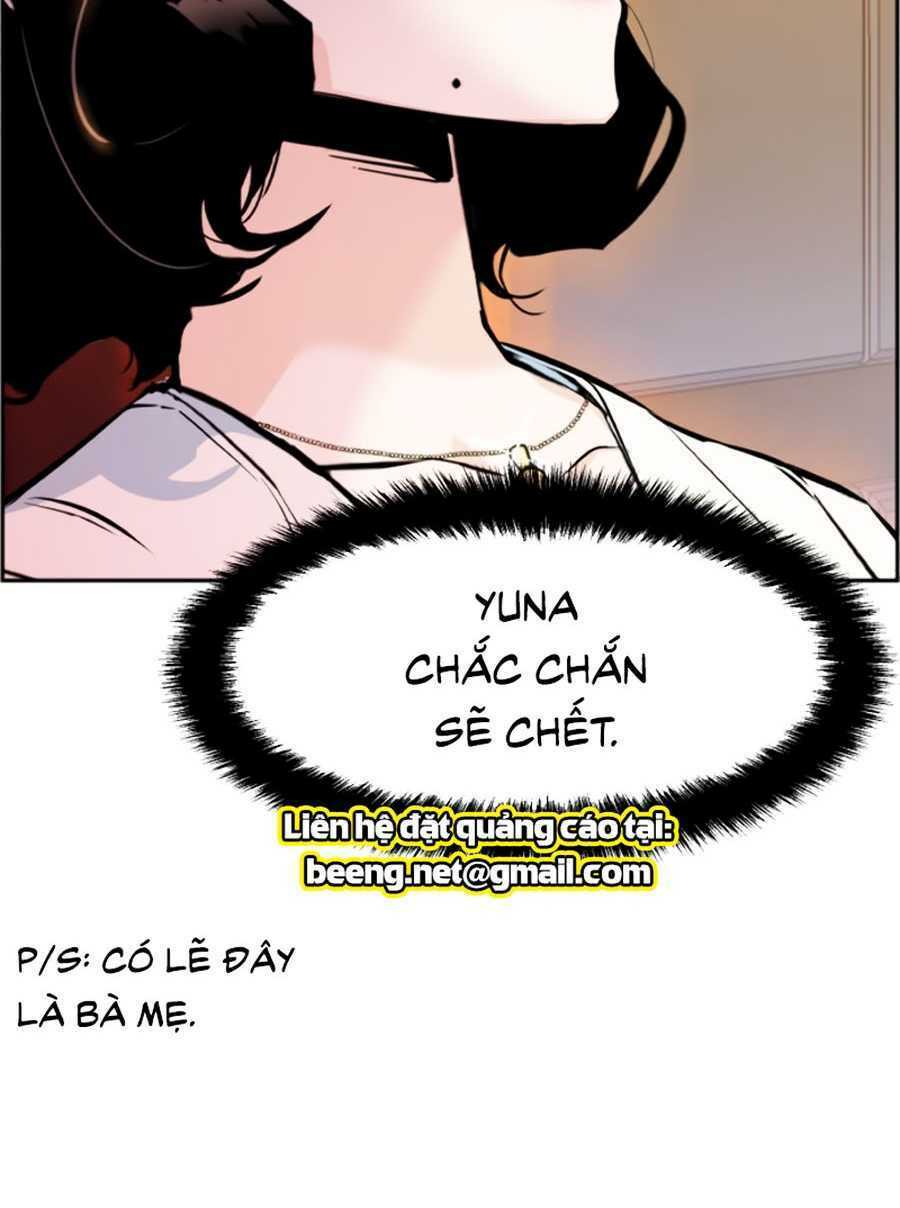 YUNA
CHẮC CHẮN
SẼ CHẾT.
Liên hệ đặt quảng cáo tại:
beeng.net@gmail.com
P/S: CÓ LẼ ĐÂY
LÀ BÀ MẸ.